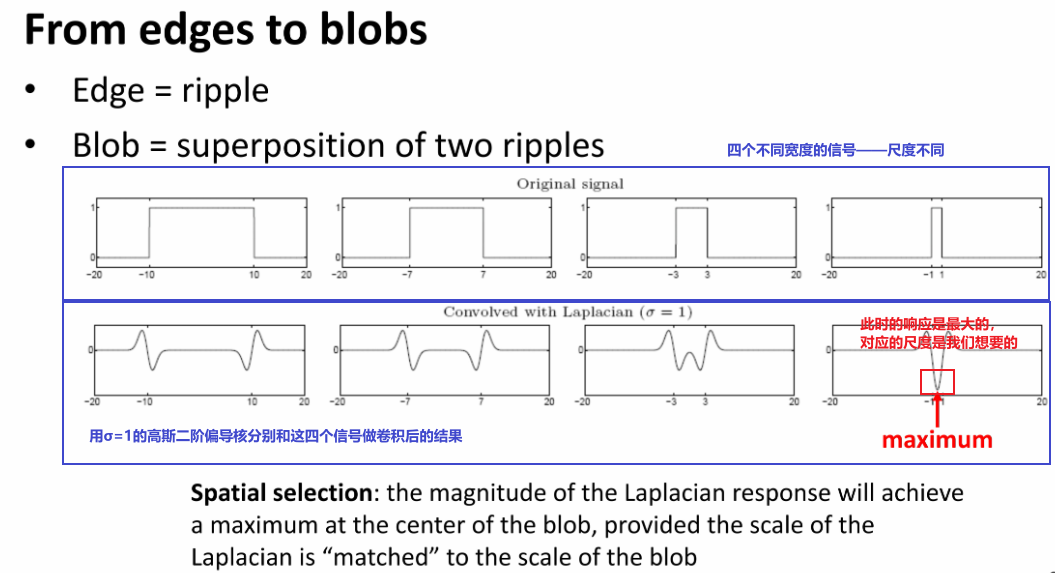 From edges to blobs
• Edge = ripple
• Blob = superposition of two ripples
四个不同宽度的信号——尺度不同
Original signal
1 1 1 1
0 0 0 0
-20 -10 10 20 -20 -7 7 20 -20 -3 3 20 -20 -1 1 20
Convolved with Laplacian (σ = 1)
此时的响应是最大的，
对应的尺度是我们想要的
0 0 0 0
-20 -10 10 20 -20 -7 7 20 -20 -3 3 20 -20 -1 1 20
用σ=1的高斯二阶偏导核分别和这四个信号做卷积后的结果
maximum
Spatial selection: the magnitude of the Laplacian response will achieve
a maximum at the center of the blob, provided the scale of the
Laplacian is “matched” to the scale of the blob